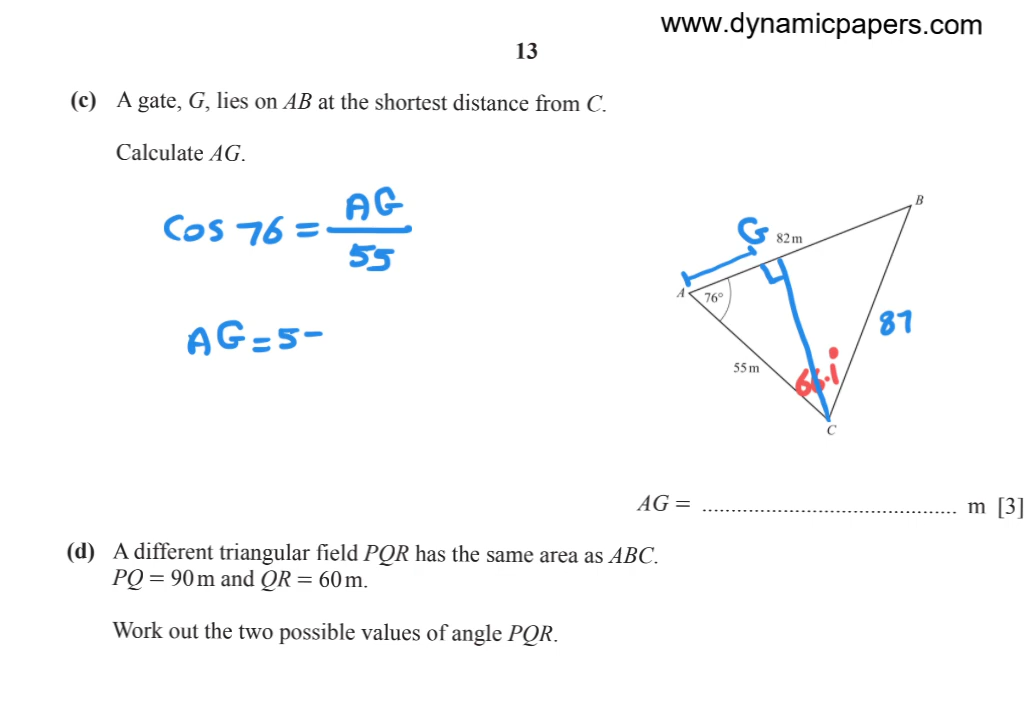 www.dynamicpapers.com
13
(c) A gate, G, lies on AB at the shortest distance from C.
Calculate AG.
Cos 76 = AG
55
AG = 5
B
G
82 m
A
76°
87
55 m
66.1
C
AG = ............................................ m [3]
(d) A different triangular field PQR has the same area as ABC.
PQ = 90 m and QR = 60 m.
Work out the two possible values of angle PQR.